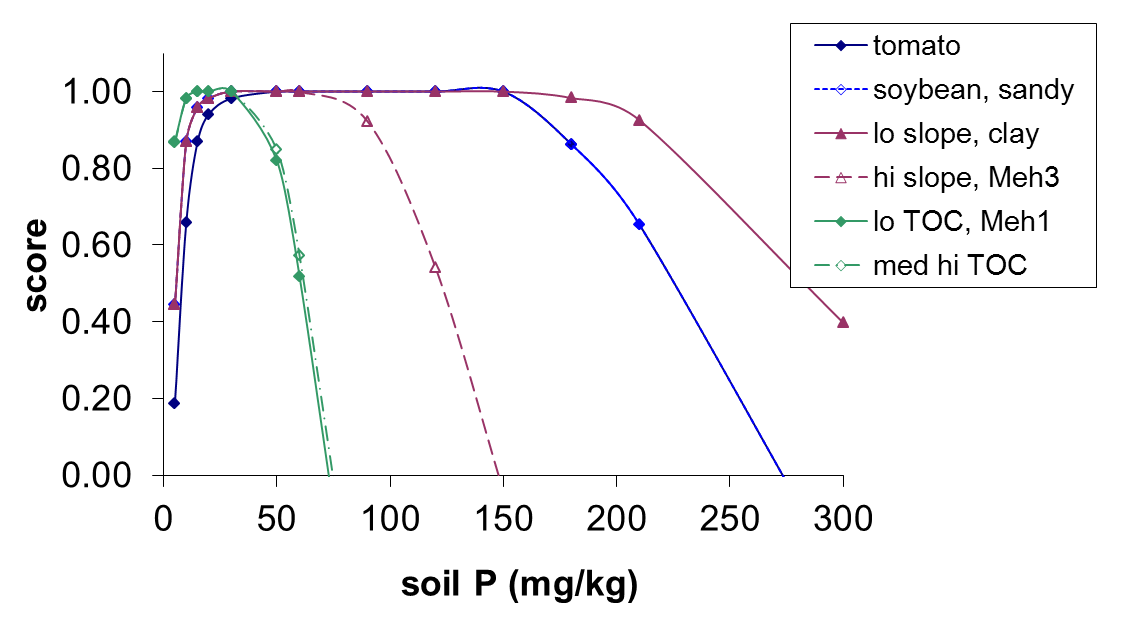 tomato
soybean, sandy
lo slope, clay
hi slope, Meh3
lo TOC, Meh1
med hi TOC
score
1.00
0.80
0.60
0.40
0.20
0.00
0 50 100 150 200 250 300
soil P (mg/kg)